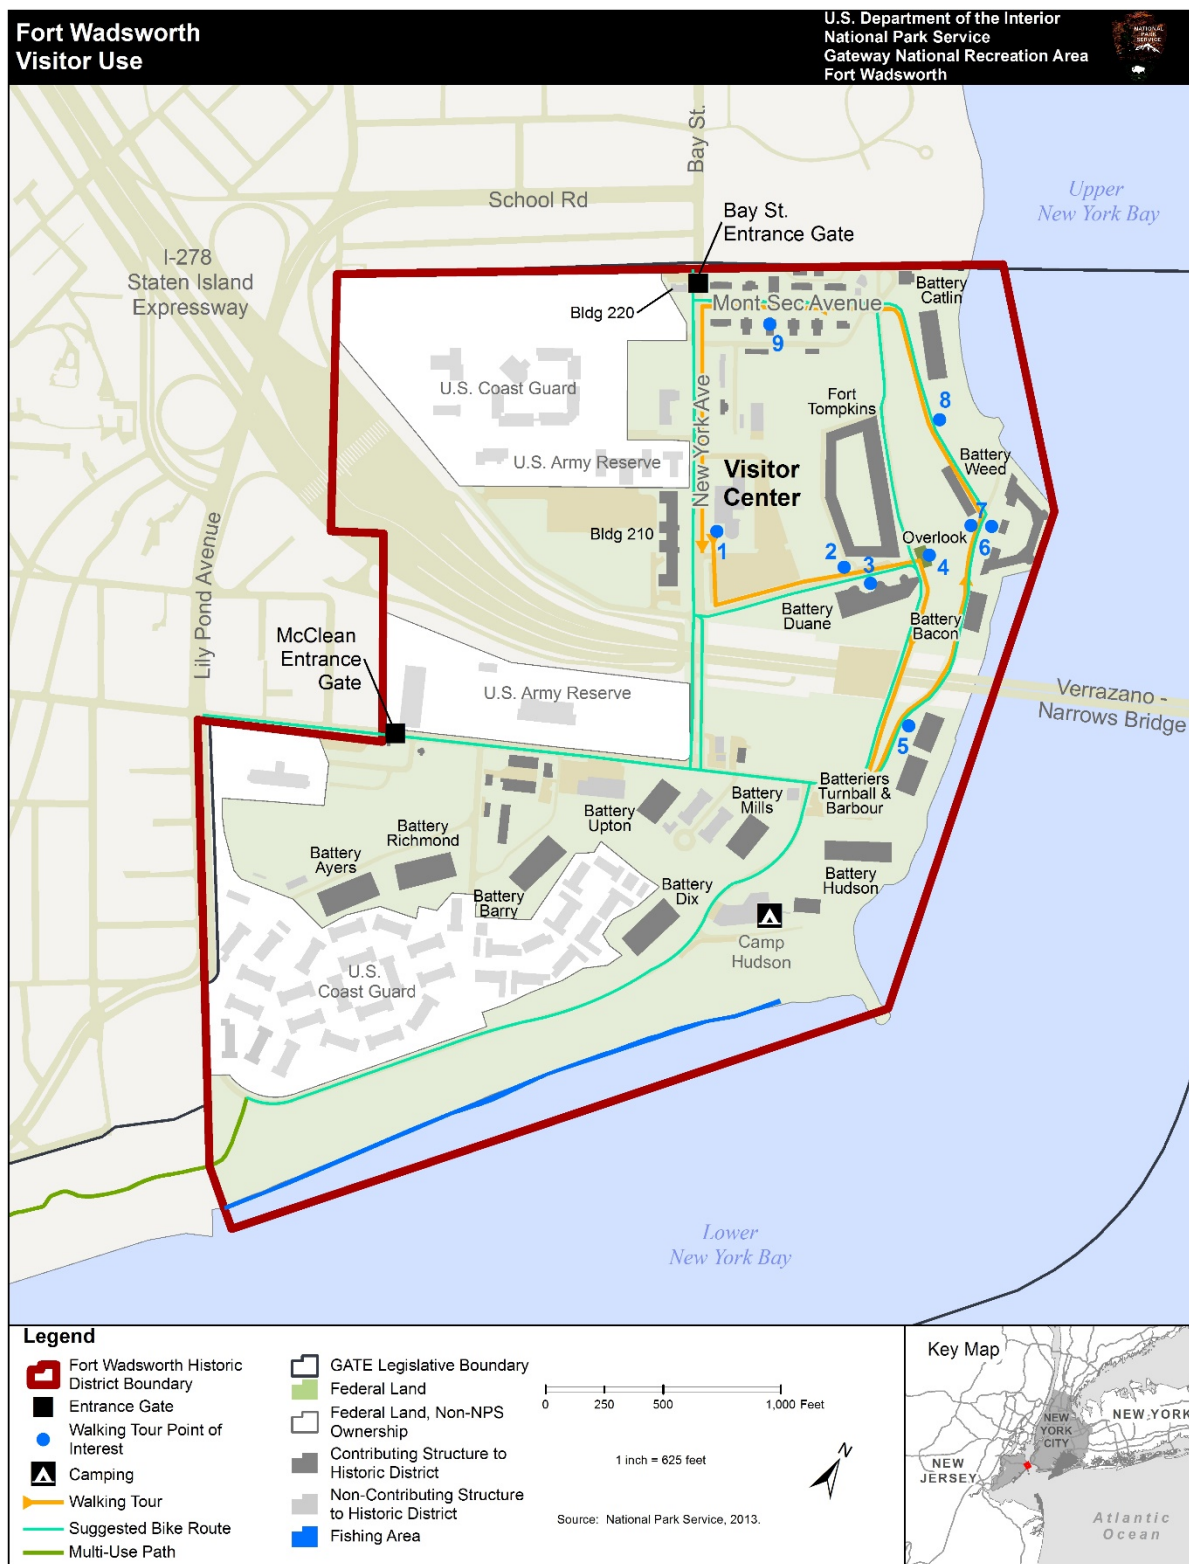 Fort Wadsworth
Visitor Use
U.S. Department of the Interior
National Park Service
Gateway National Recreation Area
Fort Wadsworth
NATIONAL
PARK
SERVICE
Bay St.
School Rd
Upper
New York Bay
Bay St.
Entrance Gate
I-278
Staten Island
Expressway
Bldg 220
Mont Sec Avenue
Battery
Catlin
9
U.S. Coast Guard
Fort
Tompkins
8
New York Ave
U.S. Army Reserve
Visitor
Center
Battery
Weed
Bldg 210
1
7
6
Overlook
2
3
4
Battery
Duane
Battery
Bacon
Lily Pond Avenue
McClean
Entrance
Gate
U.S. Army Reserve
Verrazano -
Narrows Bridge
5
Batteriers
Turnball &
Barbour
Battery
Mills
Battery
Upton
Battery
Richmond
Battery
Ayers
Battery
Barry
Battery
Dix
Battery
Hudson
Camp
Hudson
U.S.
Coast Guard
Lower
New York Bay
Legend
Fort Wadsworth Historic
District Boundary
Entrance Gate
Walking Tour Point of
Interest
Camping
Walking Tour
Suggested Bike Route
Multi-Use Path
GATE Legislative Boundary
Federal Land
Federal Land, Non-NPS
Ownership
Contributing Structure to
Historic District
Non-Contributing Structure
to Historic District
Fishing Area
0 250 500 1,000 Feet
1 inch = 625 feet
N
Source: National Park Service, 2013.
Key Map
NEW
YORK
CITY
NEW YORK
NEW
JERSEY
Atlantic
Ocean